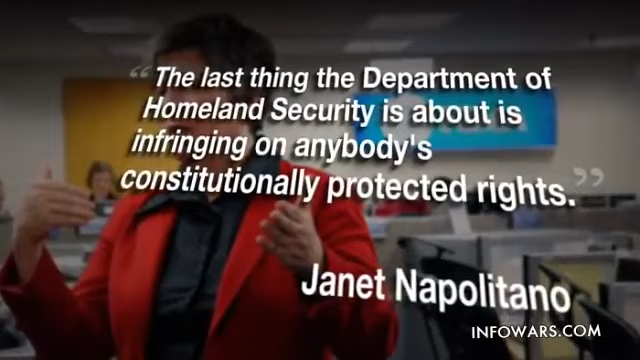 “The last thing the Department of
Homeland Security is about is
infringing on anybody's
constitutionally protected rights.”
Janet Napolitano
INFOWARS.COM